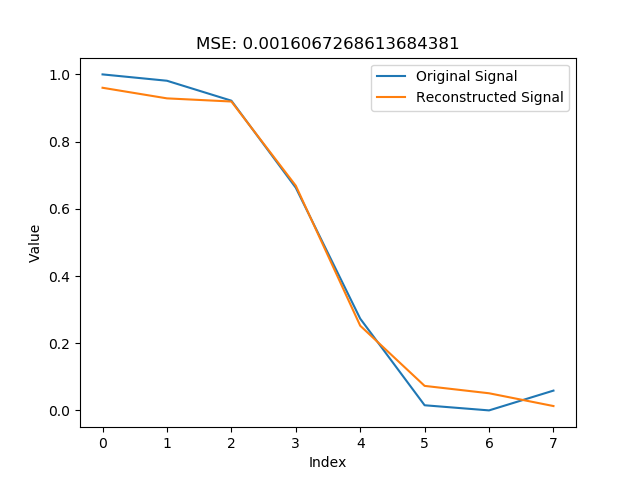 MSE: 0.0016067268613684381
Original Signal
Reconstructed Signal
Value
1.0
0.8
0.6
0.4
0.2
0.0
0 1 2 3 4 5 6 7
Index